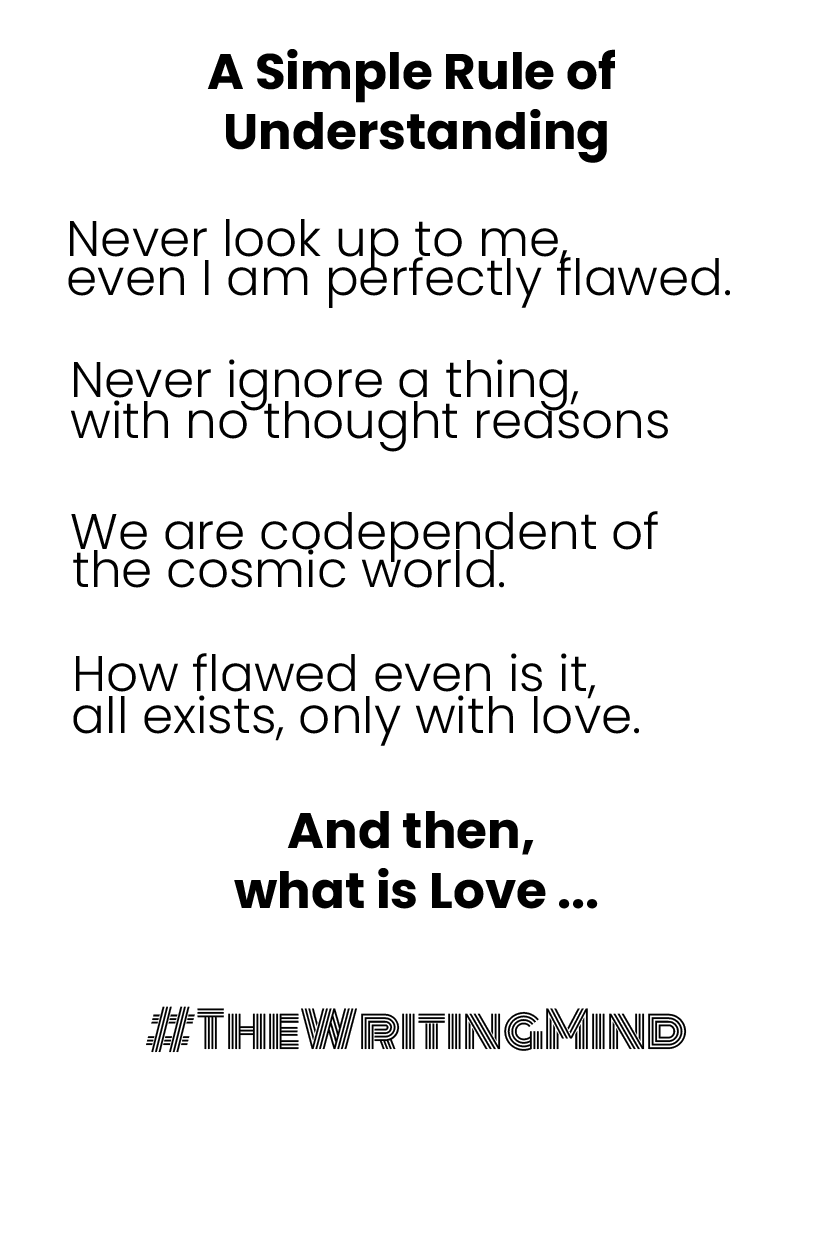 A Simple Rule of
Understanding
Never look up to me,
even I am perfectly flawed.
Never ignore a thing,
with no thought reasons
We are codependent of
the cosmic world.
How flawed even is it,
all exists, only with love.
And then,
what is Love ...
#TheWritingMind